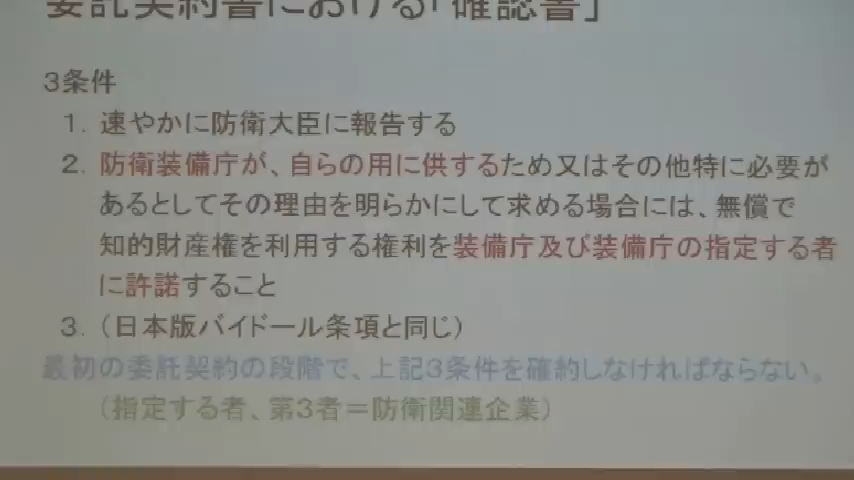 委託契約書における「確認書」
3条件
1. 速やかに防衛大臣に報告する
2. 防衛装備庁が、自らの用に供するため又はその他特に必要が
あるとしてその理由を明らかにして求める場合には、無償で
知的財産権を利用する権利を装備庁及び装備庁の指定する者
に許諾すること
3. (日本版バイドール条項と同じ)
最初の委託契約の段階で、上記3条件を確約しなければならない。
(指定する者、第3者=防衛関連企業)